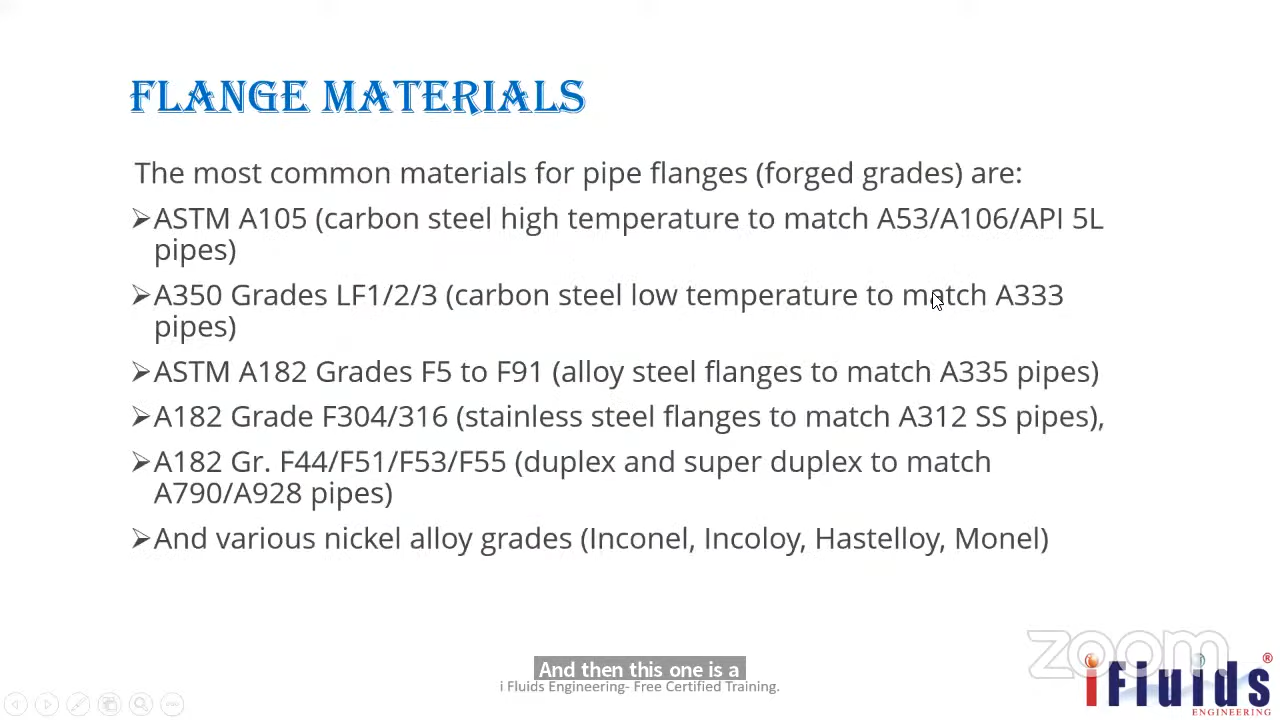 FLANGE MATERIALS
The most common materials for pipe flanges (forged grades) are:
➢ASTM A105 (carbon steel high temperature to match A53/A106/API 5L
pipes)
➢A350 Grades LF1/2/3 (carbon steel low temperature to match A333
pipes)
➢ASTM A182 Grades F5 to F91 (alloy steel flanges to match A335 pipes)
➢A182 Grade F304/316 (stainless steel flanges to match A312 SS pipes),
➢A182 Gr. F44/F51/F53/F55 (duplex and super duplex to match
A790/A928 pipes)
➢And various nickel alloy grades (Inconel, Incoloy, Hastelloy, Monel)
And then this one is a
i Fluids Engineering- Free Certified Training.
zoom
iFluids®
ENGINEERING